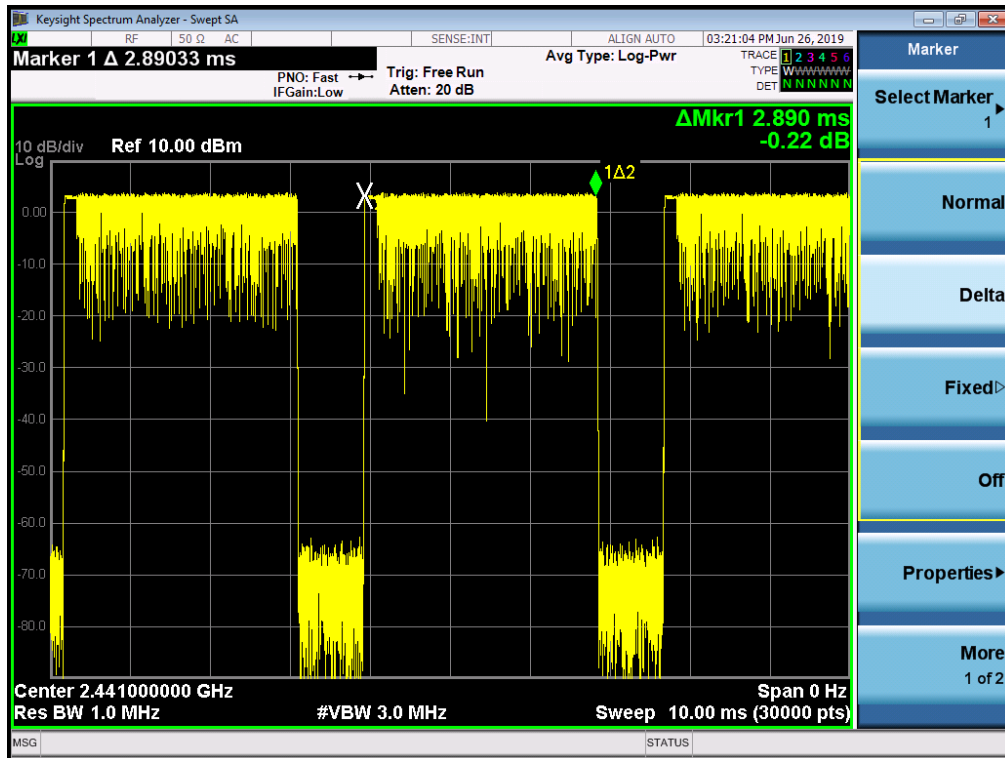 Keysight Spectrum Analyzer - Swept SA
LXI RF 50 Ω AC SENSE:INT ALIGN AUTO 03:21:04 PM Jun 26, 2019
Marker 1 Δ 2.89033 ms
PNO: Fast
IFGain:Low
Trig: Free Run
Atten: 20 dB
Avg Type: Log-Pwr
TRACE 1 2 3 4 5 6
TYPE W
DET N N N N N N
ΔMkr1 2.890 ms
-0.22 dB
10 dB/div Ref 10.00 dBm
Log
1Δ2
0.00
-10.0
-20.0
-30.0
-40.0
-50.0
-60.0
-70.0
-80.0
Center 2.441000000 GHz Span 0 Hz
Res BW 1.0 MHz #VBW 3.0 MHz Sweep 10.00 ms (30000 pts)
MSG STATUS
Marker
Select Marker
1
Normal
Delta
Fixed
Off
Properties
More
1 of 2